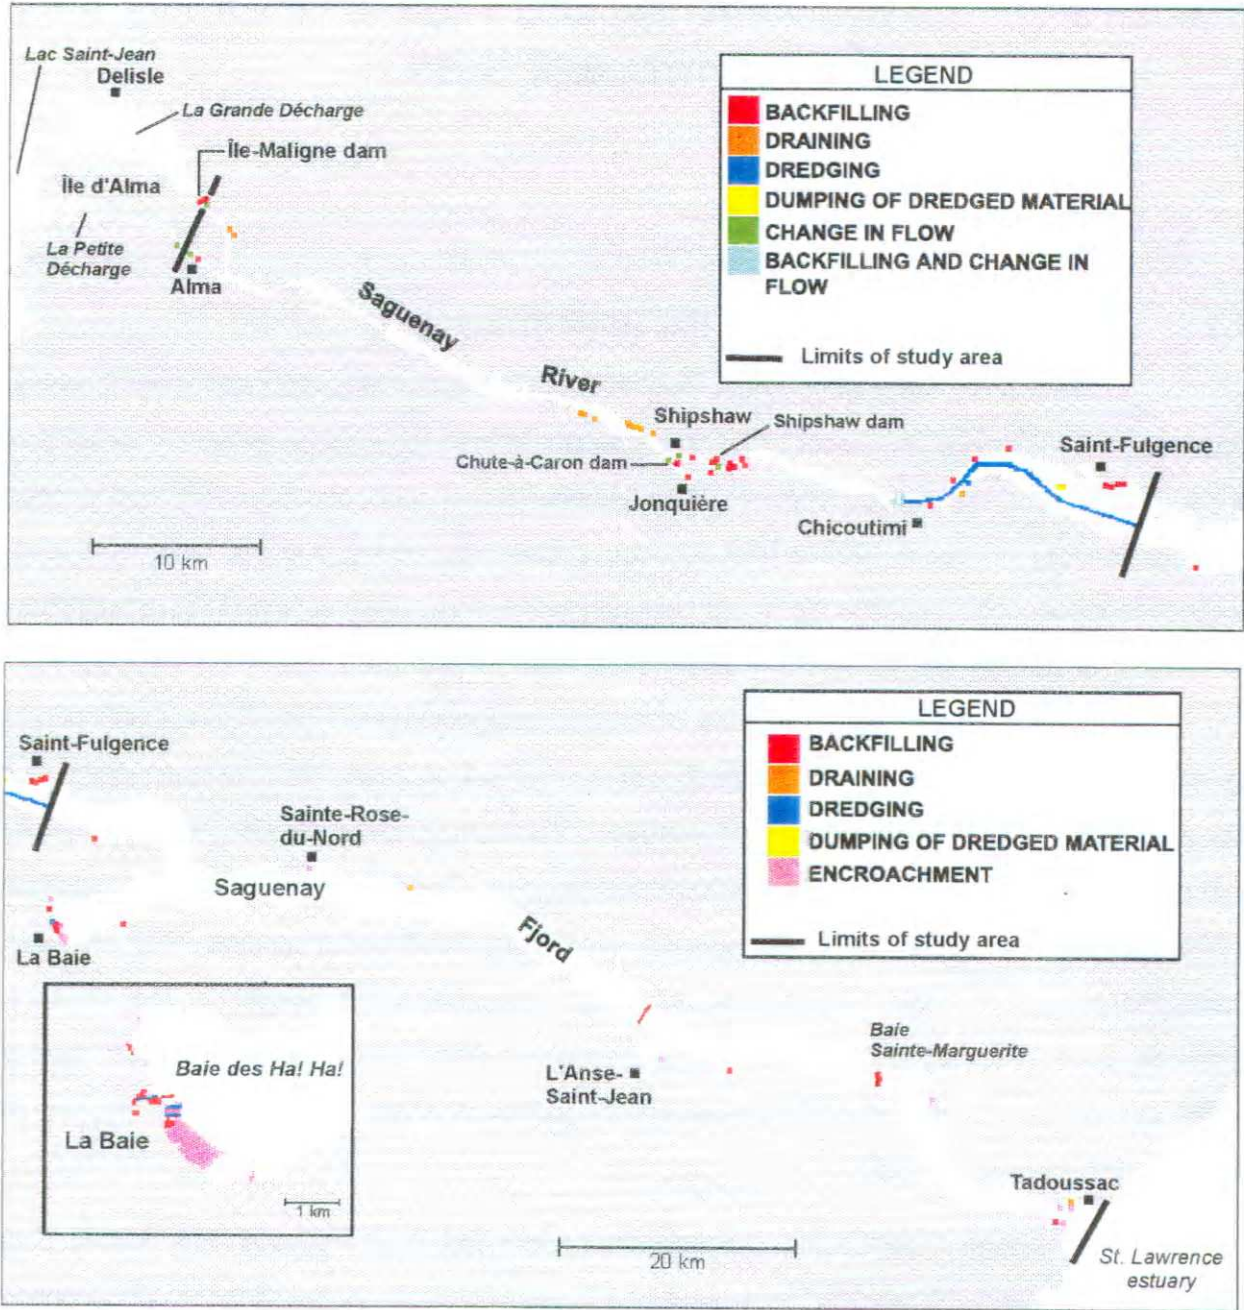 Lac Saint-Jean
Delisle
La Grande Décharge
Île-Maligne dam
Île d'Alma
La Petite
Décharge
Alma
Saguenay
River
Shipshaw
Shipshaw dam
Chute-à-Caron dam
Jonquière
Chicoutimi
Saint-Fulgence
10 km
LEGEND
BACKFILLING
DRAINING
DREDGING
DUMPING OF DREDGED MATERIAL
CHANGE IN FLOW
BACKFILLING AND CHANGE IN
FLOW
Limits of study area
Saint-Fulgence
Sainte-Rose-
du-Nord
Saguenay
Fjord
La Baie
Baie des Ha! Ha!
La Baie
1 km
L'Anse-
Saint-Jean
Baie
Sainte-Marguerite
Tadoussac
St. Lawrence
estuary
20 km
LEGEND
BACKFILLING
DRAINING
DREDGING
DUMPING OF DREDGED MATERIAL
ENCROACHMENT
Limits of study area